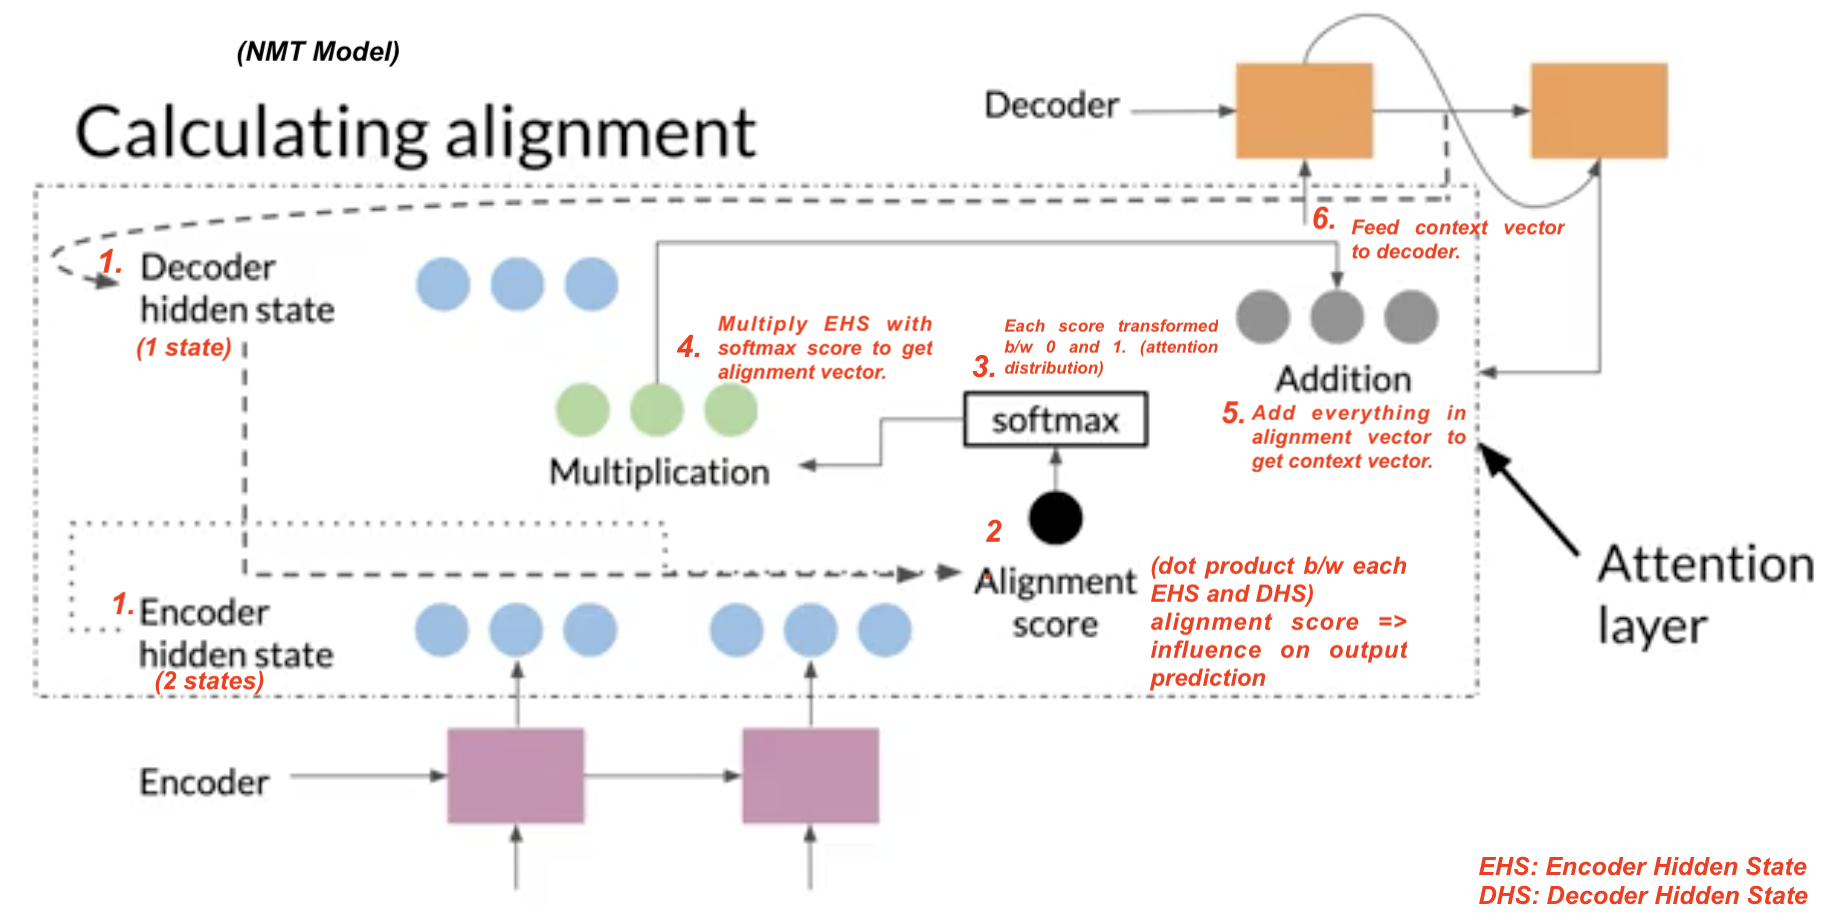 (NMT Model)
Calculating alignment
Decoder
6. Feed context vector
to decoder.
1. Decoder
hidden state
(1 state)
4. Multiply EHS with
softmax score to get
alignment vector.
3. Each score transformed
b/w 0 and 1. (attention
distribution)
softmax
Addition
5. Add everything in
alignment vector to
get context vector.
Multiplication
2
Alignment
score
(dot product b/w each
EHS and DHS)
alignment score =>
influence on output
prediction
Attention
layer
1. Encoder
hidden state
(2 states)
Encoder
EHS: Encoder Hidden State
DHS: Decoder Hidden State